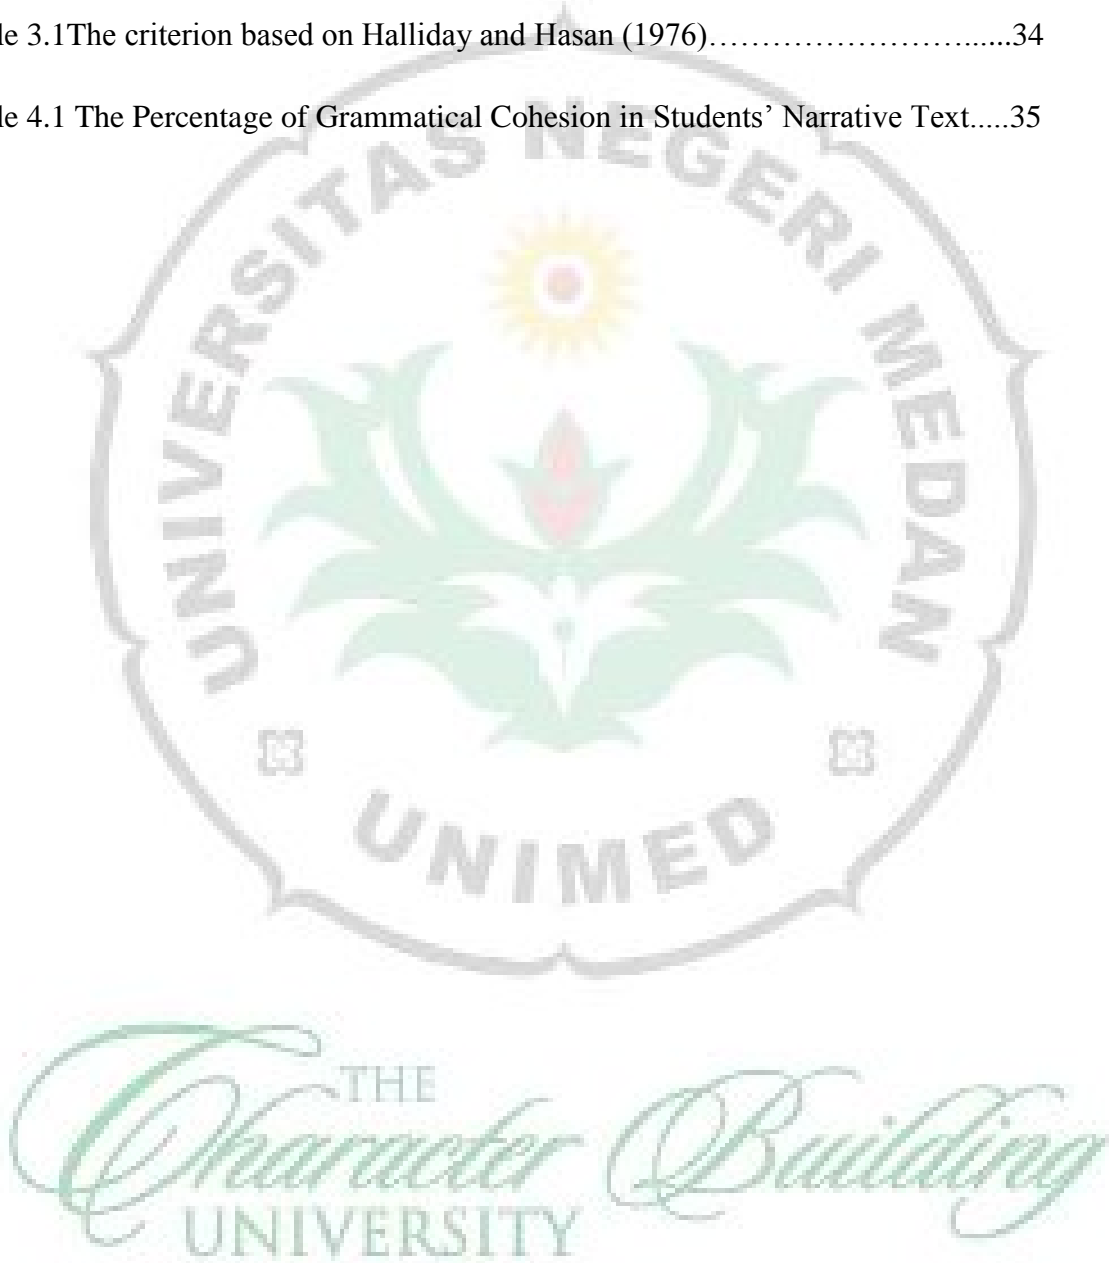 le 3.1The criterion based on Halliday and Hasan (1976)……………………......34
le 4.1 The Percentage of Grammatical Cohesion in Students’ Narrative Text.....35
UNIVERSITAS NEGERI MEDAN
UNIMED
THE
Character Building
UNIVERSITY